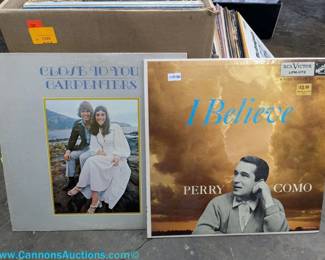 CLOSE TO YOU
CARPENTERS
RCA VICTOR
I Believe
PERRY COMO
www.CannonsAuctions.com